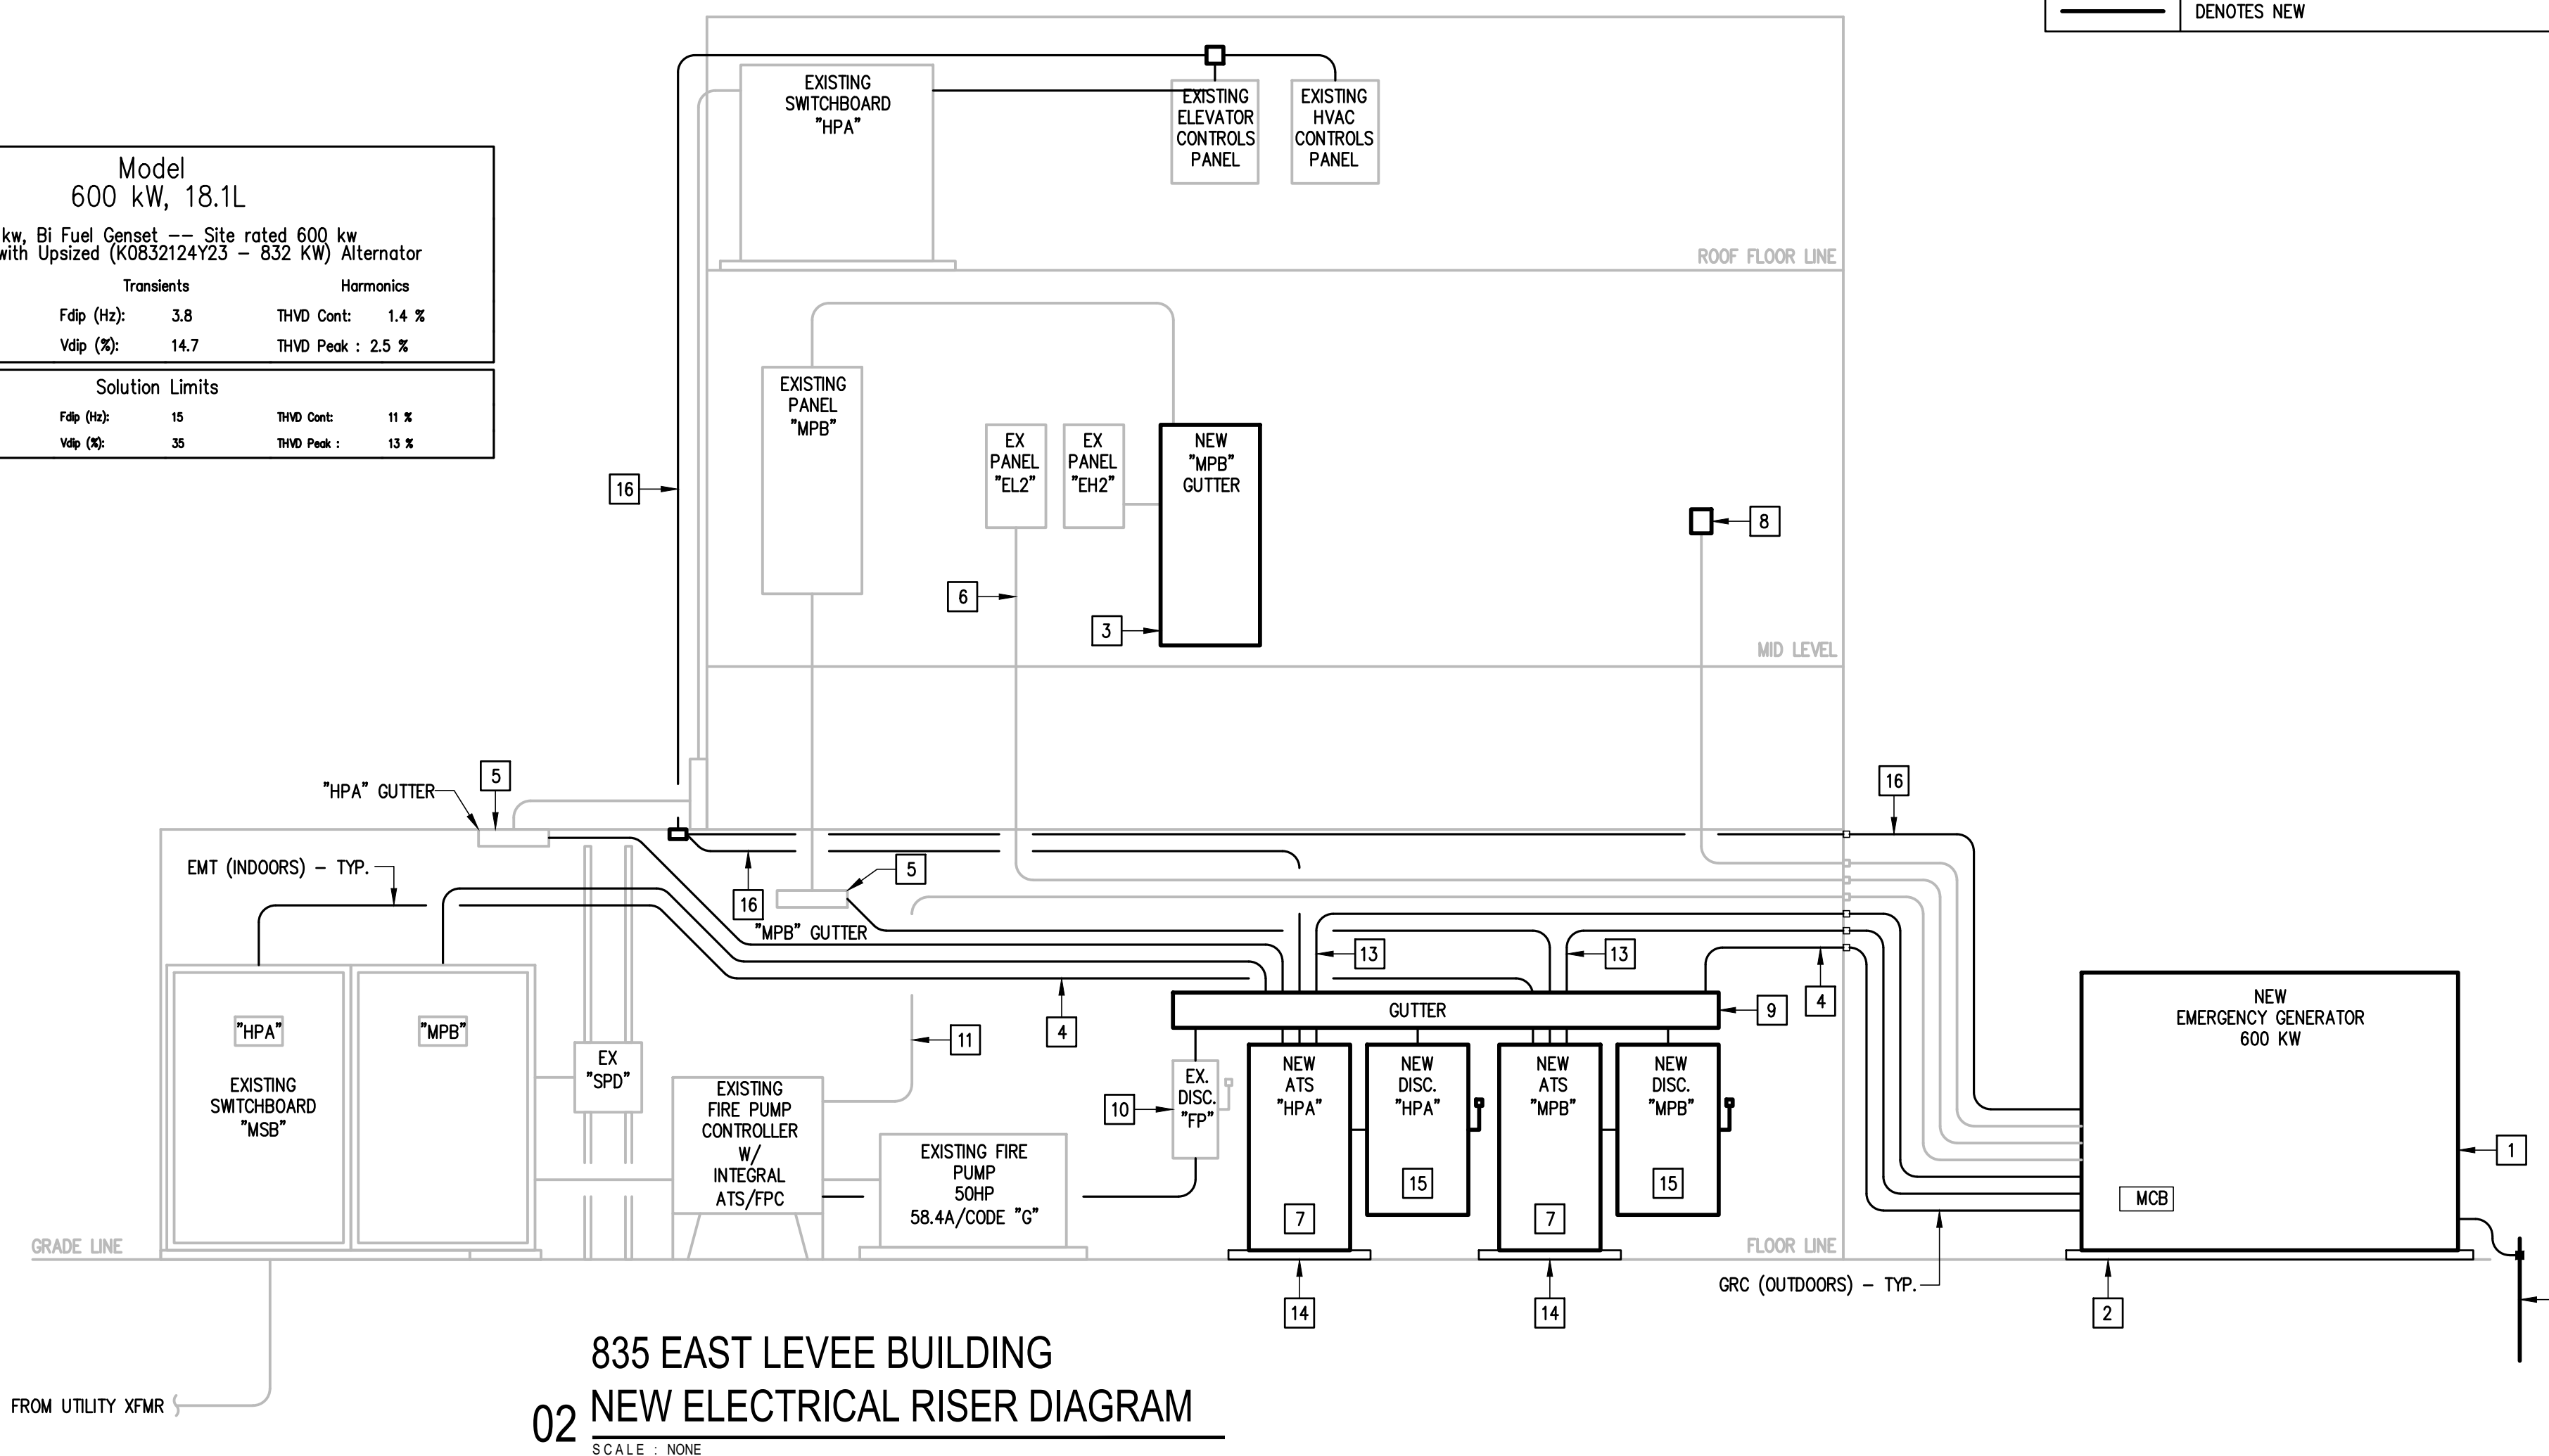 DENOTES NEW
Model
600 kW, 18.1L
kw, Bi Fuel Genset -- Site rated 600 kw
with Upsized (K0832124Y23 - 832 KW) Alternator
Transients Harmonics
Fdip (Hz): 3.8 THVD Cont: 1.4 %
Vdip (%): 14.7 THVD Peak : 2.5 %
Solution Limits
Fdip (Hz): 15 THVD Cont: 11 %
Vdip (%): 35 THVD Peak : 13 %
EXISTING
SWITCHBOARD
"HPA"
EXISTING
ELEVATOR
CONTROLS
PANEL
EXISTING
HVAC
CONTROLS
PANEL
ROOF FLOOR LINE
EXISTING
PANEL
"MPB"
EX
PANEL
"EL2"
EX
PANEL
"EH2"
NEW
"MPB"
GUTTER
16
8
6
3
MID LEVEL
"HPA" GUTTER
5
16
EMT (INDOORS) - TYP.
5
16
"MPB" GUTTER
13
13
4
4
11
GUTTER
9
"HPA"
"MPB"
EXISTING
SWITCHBOARD
"MSB"
EX
"SPD"
EXISTING
FIRE PUMP
CONTROLLER
W/
INTEGRAL
ATS/FPC
EXISTING FIRE
PUMP
50HP
58.4A/CODE "G"
10
EX.
DISC.
"FP"
NEW
ATS
"HPA"
7
NEW
DISC.
"HPA"
15
NEW
ATS
"MPB"
7
NEW
DISC.
"MPB"
15
NEW
EMERGENCY GENERATOR
600 KW
MCB
1
GRADE LINE
FLOOR LINE
GRC (OUTDOORS) - TYP.
14
14
2
FROM UTILITY XFMR
835 EAST LEVEE BUILDING
02 NEW ELECTRICAL RISER DIAGRAM
SCALE : NONE